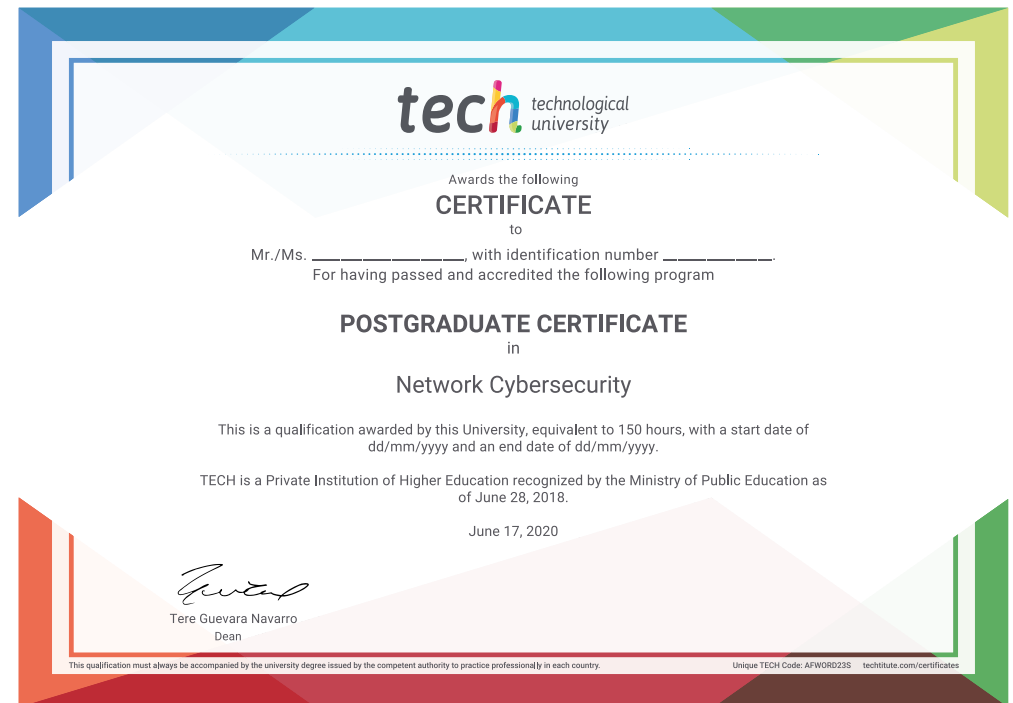 tech technological
university
Awards the following
CERTIFICATE
to
Mr./Ms. __________________, with identification number _____________.
For having passed and accredited the following program
POSTGRADUATE CERTIFICATE
in
Network Cybersecurity
This is a qualification awarded by this University, equivalent to 150 hours, with a start date of
dd/mm/yyyy and an end date of dd/mm/yyyy.
TECH is a Private Institution of Higher Education recognized by the Ministry of Public Education as
of June 28, 2018.
June 17, 2020
Tere Guevara Navarro
Dean
This qualification must always be accompanied by the university degree issued by the competent authority to practice professionally in each country. Unique TECH Code: AFWORD23S techtitute.com/certificates